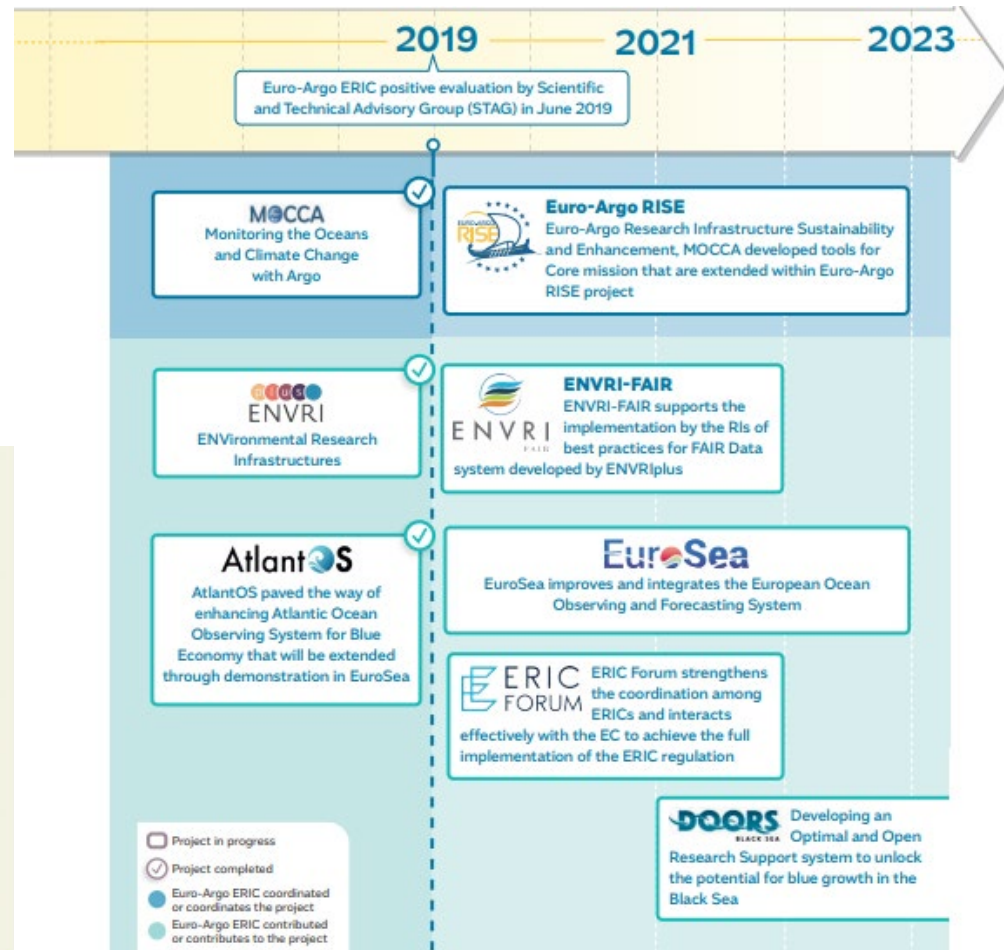 2019 2021 2023
Euro-Argo ERIC positive evaluation by Scientific
and Technical Advisory Group (STAG) in June 2019
MOCCA
Monitoring the Oceans
and Climate Change
with Argo
EURO-ARGO
RISE
Euro-Argo RISE
Euro-Argo Research Infrastructure Sustainability
and Enhancement, MOCCA developed tools for
Core mission that are extended within Euro-Argo
RISE project
plus
ENVRI
ENVironmental Research
Infrastructures
ENVRI
FAIR
ENVRI-FAIR
ENVRI-FAIR supports the
implementation by the RIs of
best practices for FAIR Data
system developed by ENVRIplus
AtlantOS
AtlantOS paved the way of
enhancing Atlantic Ocean
Observing System for Blue
Economy that will be extended
through demonstration in EuroSea
EuroSea
EuroSea improves and integrates the European Ocean
Observing and Forecasting System
ERIC
FORUM
ERIC Forum strengthens
the coordination among
ERICs and interacts
effectively with the EC to achieve the full
implementation of the ERIC regulation
DOORS
BLACK SEA
Developing an
Optimal and Open
Research Support system to unlock
the potential for blue growth in the
Black Sea
Project in progress
Project completed
Euro-Argo ERIC coordinated
or coordinates the project
Euro-Argo ERIC contributed
or contributes to the project